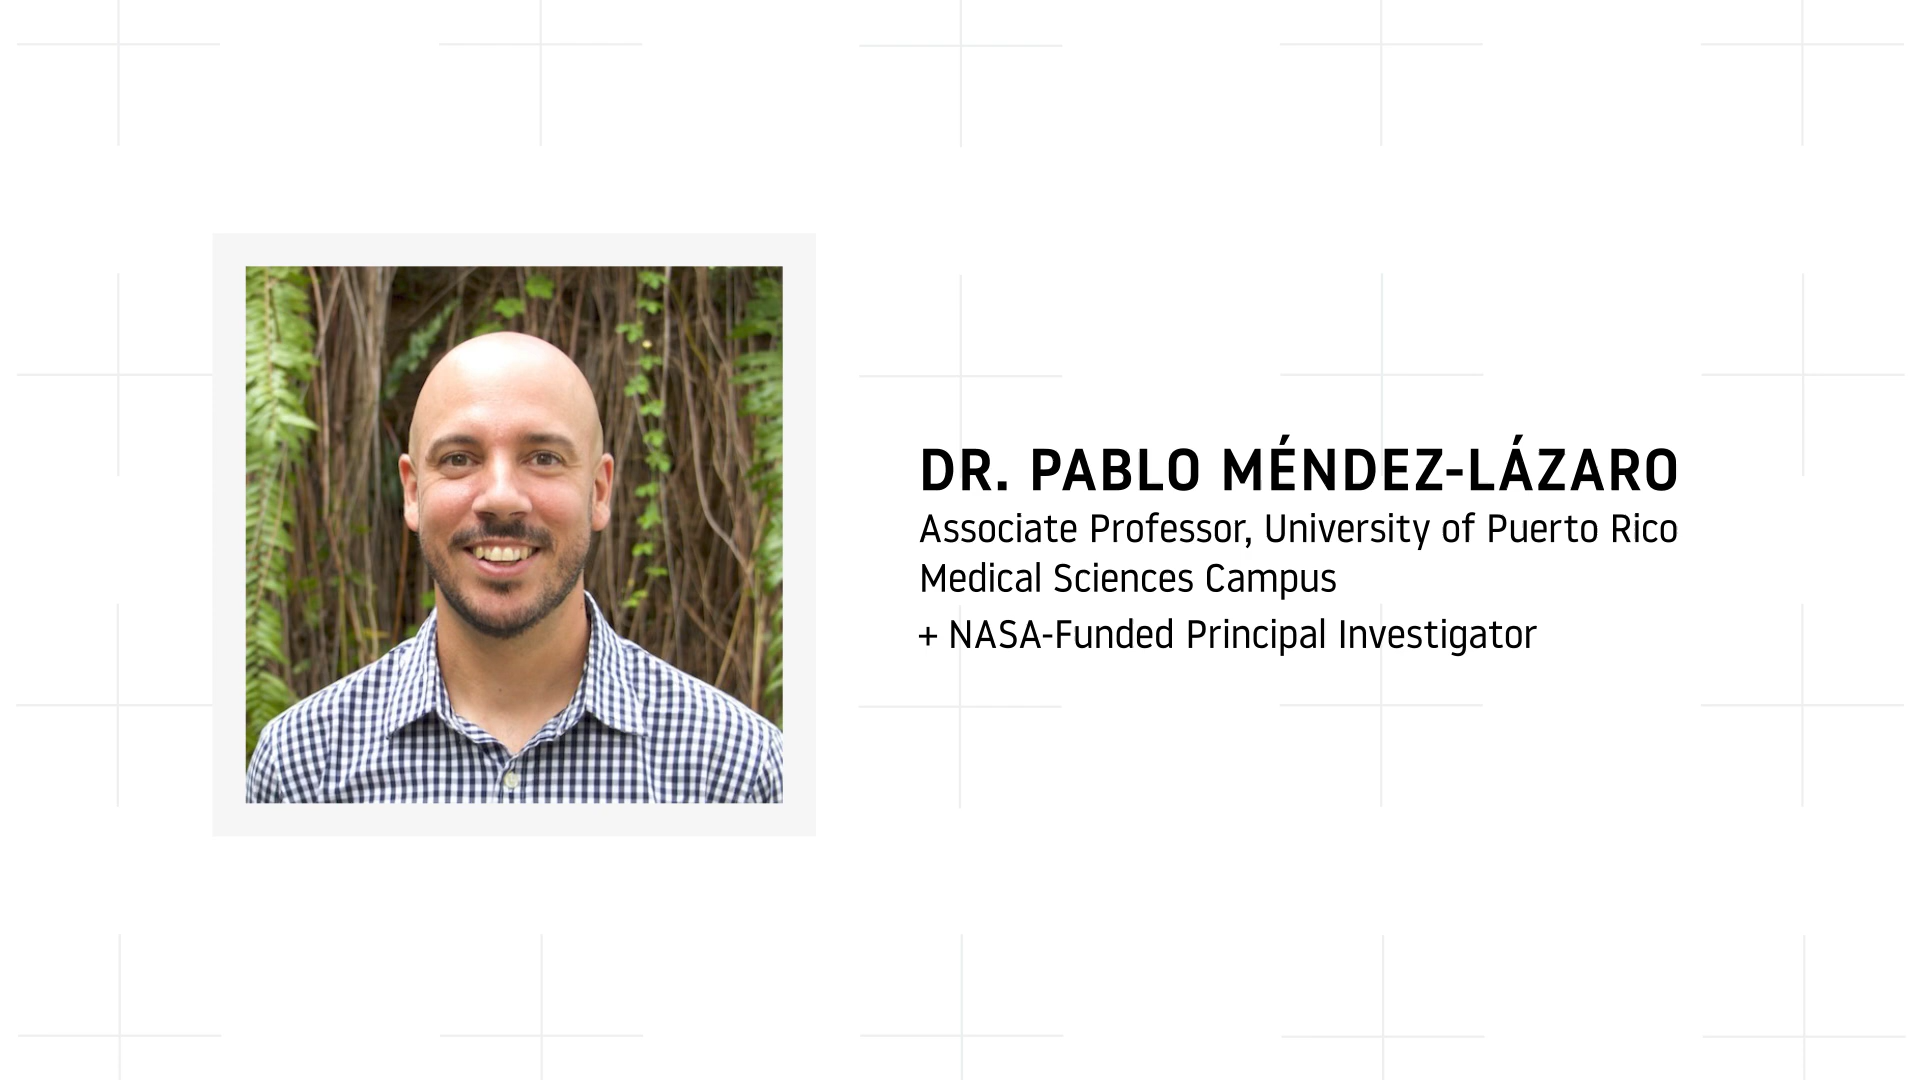 DR. PABLO MÉNDEZ-LÁZARO
Associate Professor, University of Puerto Rico
Medical Sciences Campus
+ NASA-Funded Principal Investigator